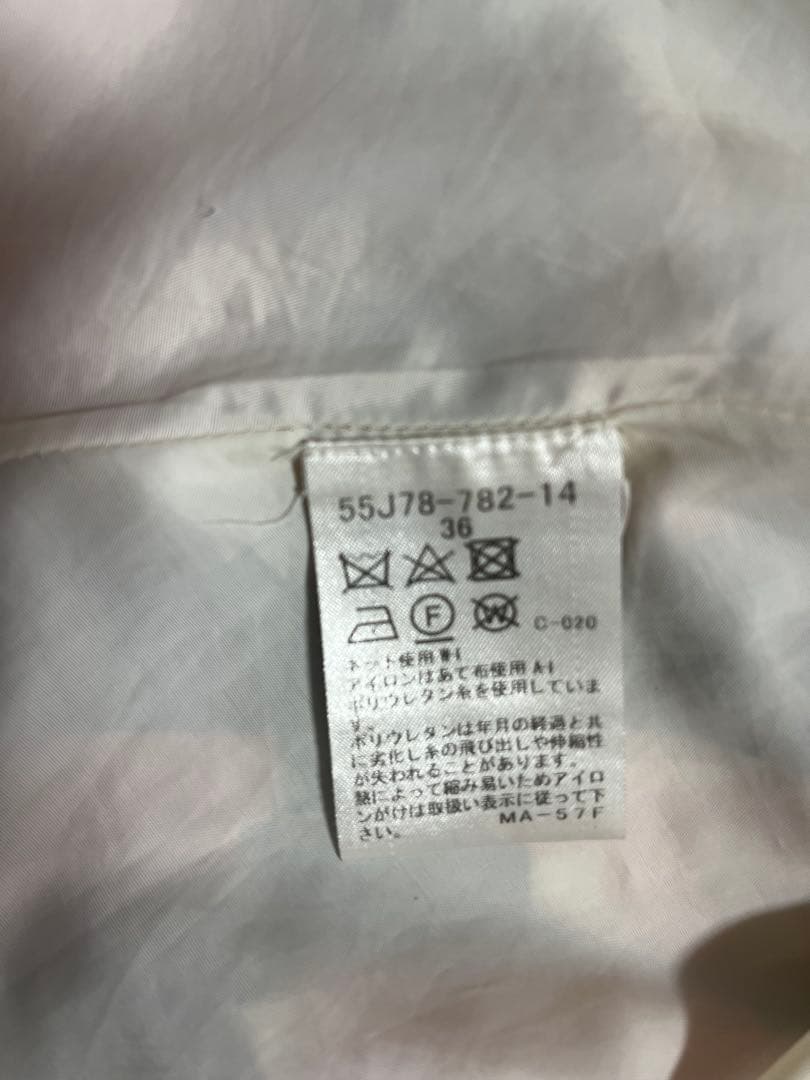 55J78-782-14
36
F W C-020
ネット使用 W-1
アイロンはあて布使用 A-1
ポリウレタン糸を使用していま
す。
ポリウレタンは年月の経過と共
に劣化し糸の飛び出しや伸縮性
が失われることがあります。
熱によって縮み易いためアイロ
ンがけは取扱い表示に従って下
さい。 MA-57F